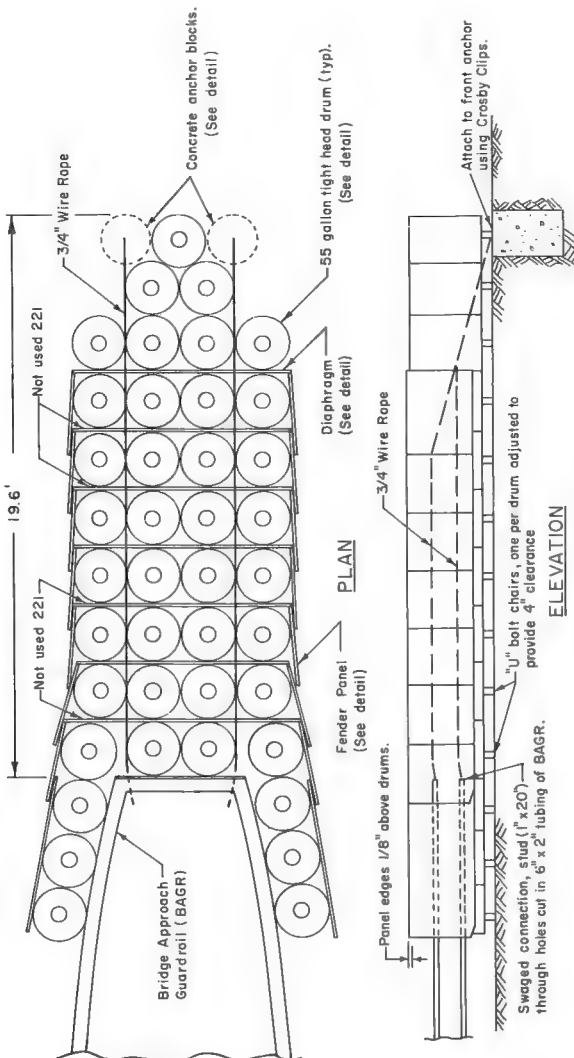 19.6'
Not used 221
Not used 221
3/4" Wire Rope
Concrete anchor blocks.
(See detail)
55 gallon tight head drum (typ).
(See detail)
Diaphragm
(See detail)
Fender Panel
(See detail)
Bridge Approach
Guardrail (BAGR)
PLAN
Panel edges 1/8" above drums.
3/4" Wire Rope
Attach to front anchor
using Crosby Clips.
"U" bolt chairs, one per drum adjusted to
provide 4" clearance
Swaged connection, stud (1" x 20")
through holes cut in 6" x 2" tubing of BAGR.
ELEVATION